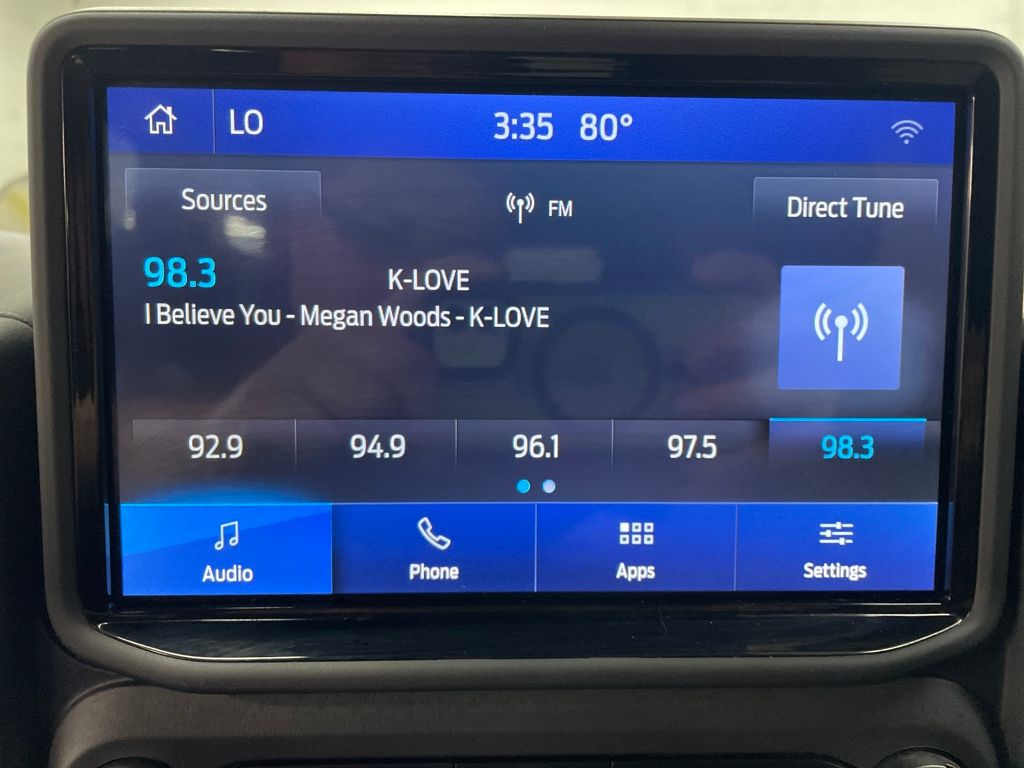 LO 3:35 80°
Sources FM Direct Tune
98.3 K-LOVE
I Believe You - Megan Woods - K-LOVE
92.9 94.9 96.1 97.5 98.3
Audio Phone Apps Settings